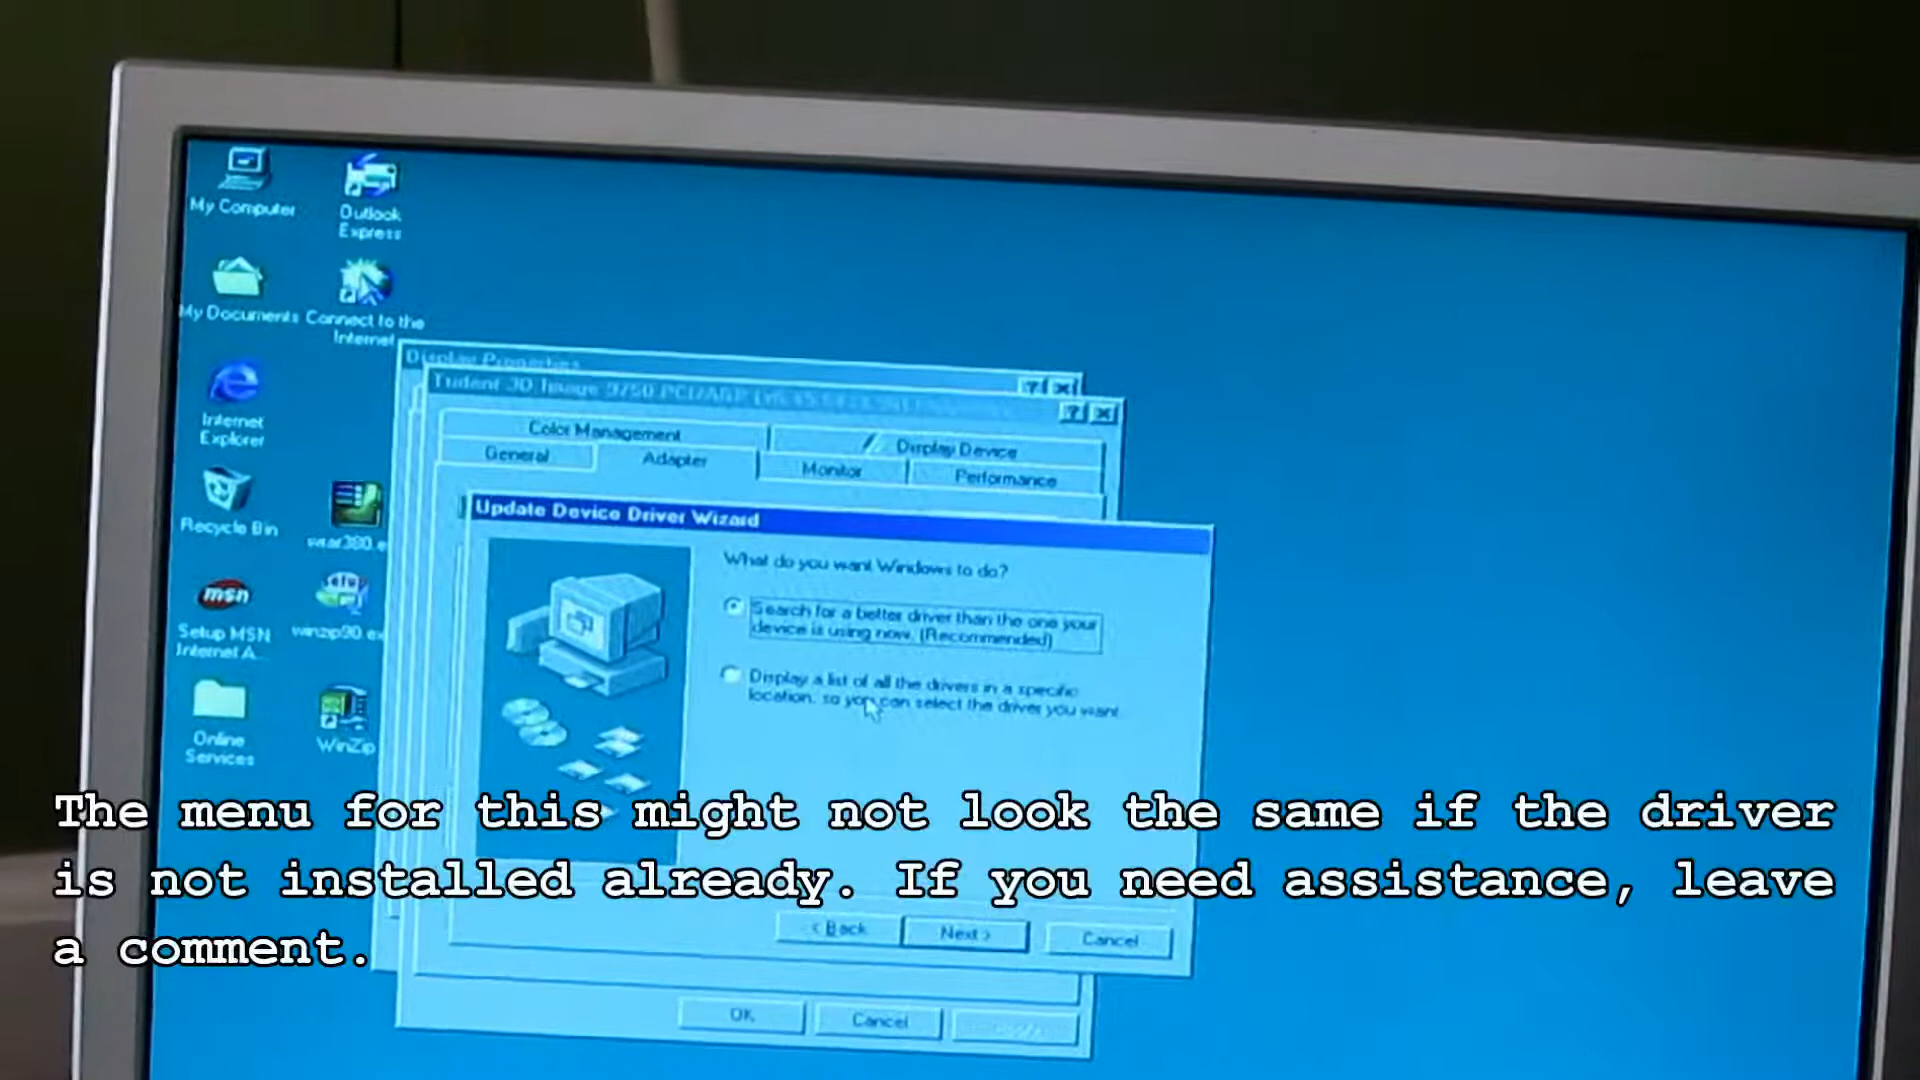 My Computer
Outlook
Express
My Documents
Connect to the
Internet
Internet
Explorer
Recycle Bin
Setup MSN
Internet A...
Online
Services
WinZip
Display Properties
Trident 3D Image 9750 PCI/AGP
Color Management
Display Device
General
Adapter
Monitor
Performance
Update Device Driver Wizard
What do you want Windows to do?
Search for a better driver than the one your
device is using now. (Recommended)
Display a list of all the drivers in a specific
location, so you can select the driver you want.
< Back
Next >
Cancel
OK
Cancel
The menu for this might not look the same if the driver
is not installed already. If you need assistance, leave
a comment.